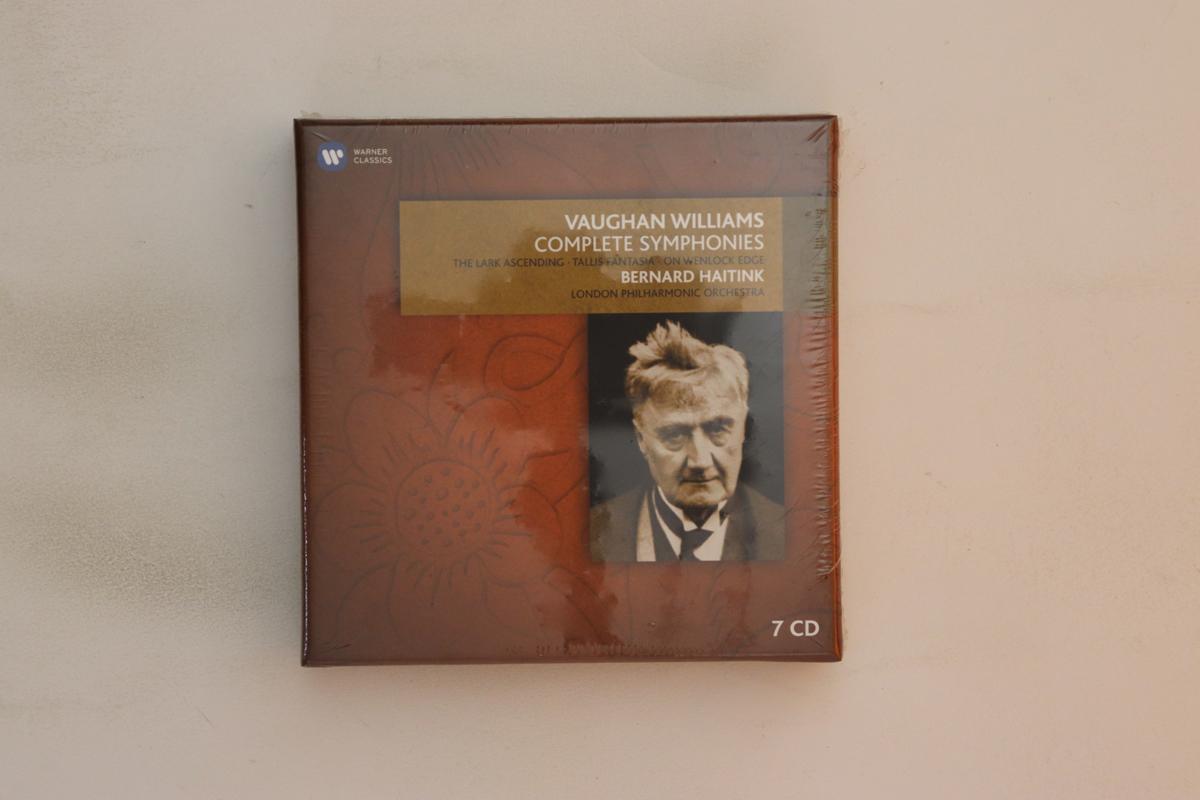 WARNER
CLASSICS
VAUGHAN WILLIAMS
COMPLETE SYMPHONIES
THE LARK ASCENDING · TALLIS FANTASIA · ON WENLOCK EDGE
BERNARD HAITINK
LONDON PHILHARMONIC ORCHESTRA
7 CD